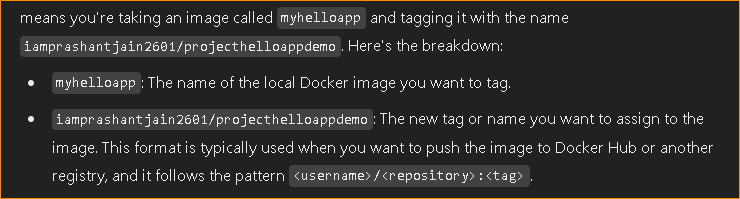 means you're taking an image called myhelloapp and tagging it with the name
iamprashantjain2601/projecthelloappdemo. Here's the breakdown:
• myhelloapp: The name of the local Docker image you want to tag.
• iamprashantjain2601/projecthelloappdemo: The new tag or name you want to assign to the
image. This format is typically used when you want to push the image to Docker Hub or another
registry, and it follows the pattern <username>/<repository>:<tag>.